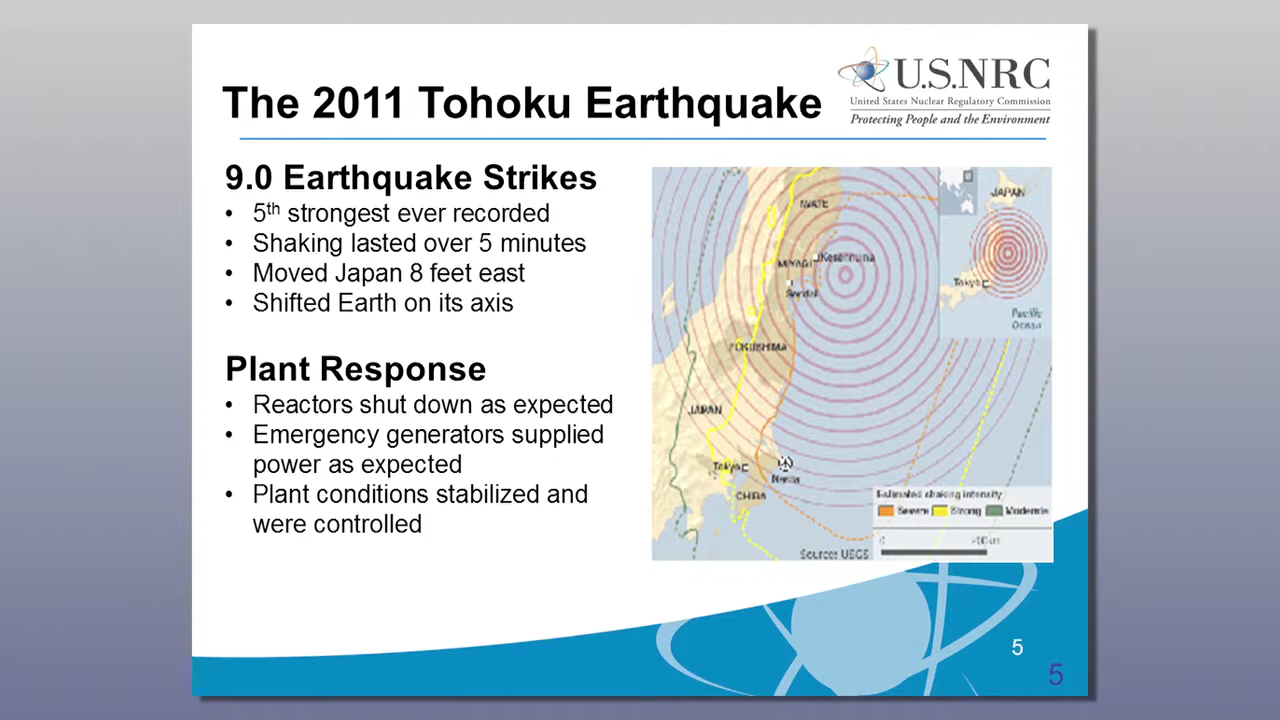 The 2011 Tohoku Earthquake
U.S.NRC
United States Nuclear Regulatory Commission
Protecting People and the Environment
9.0 Earthquake Strikes
• 5th strongest ever recorded
• Shaking lasted over 5 minutes
• Moved Japan 8 feet east
• Shifted Earth on its axis
Plant Response
• Reactors shut down as expected
• Emergency generators supplied
power as expected
• Plant conditions stabilized and
were controlled
IWATE
MIYAGI
Kesennuma
Sendai
FUKUSHIMA
JAPAN
Tokyo
Narita
CHIBA
JAPAN
Tokyo
Pacific
Ocean
Estimated shaking intensity
Severe Strong Moderate
0
Source: USGS
5
5